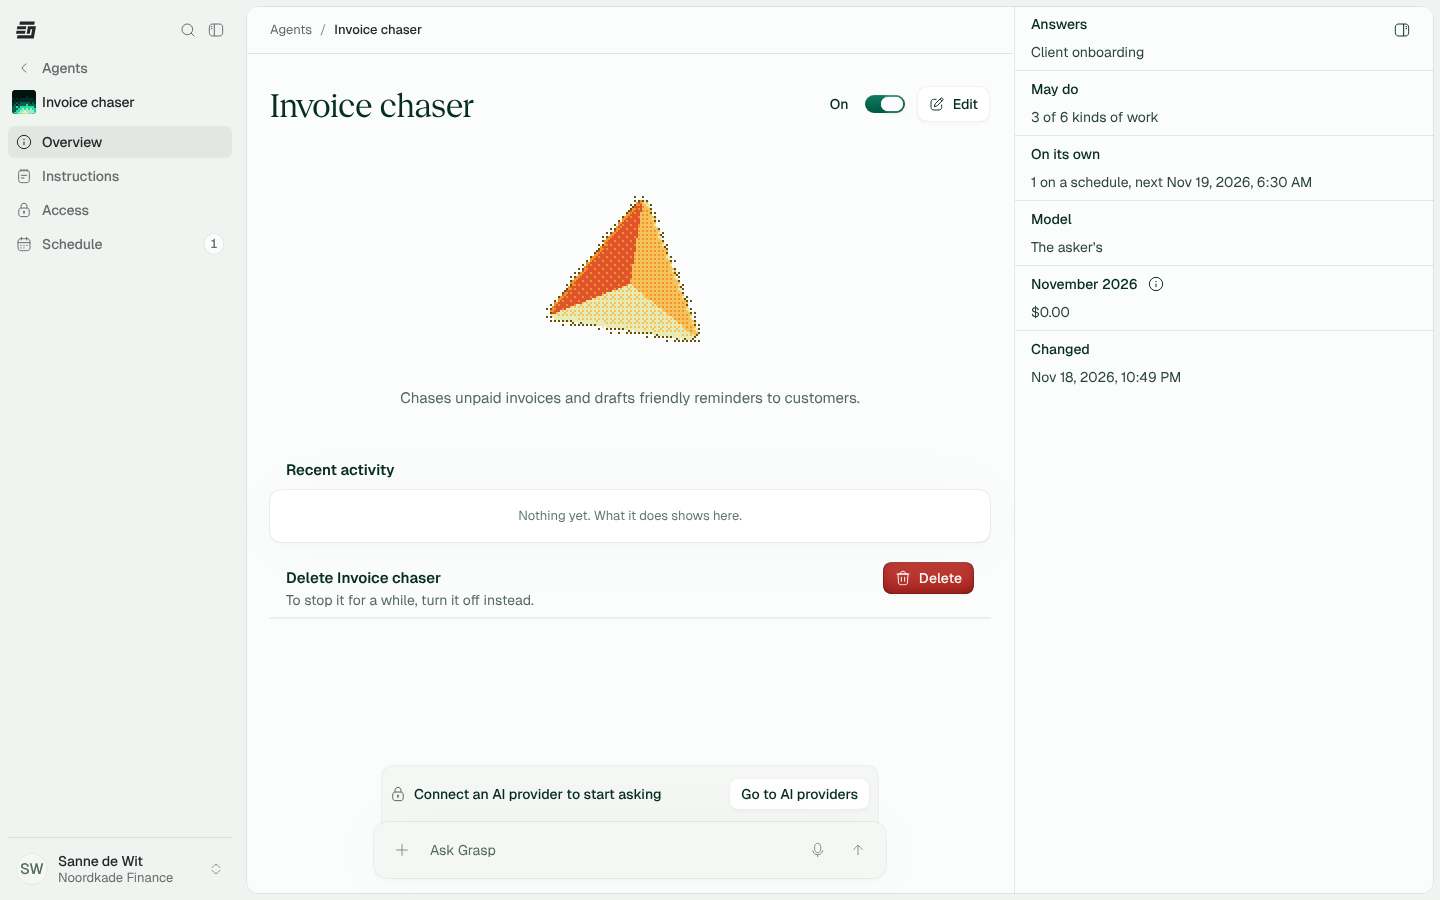 Agents
Invoice chaser
Overview
Instructions
Access
Schedule
1
SW
Sanne de Wit
Noordkade Finance
Agents / Invoice chaser
Invoice chaser
On
Edit
Chases unpaid invoices and drafts friendly reminders to customers.
Recent activity
Nothing yet. What it does shows here.
Delete Invoice chaser
To stop it for a while, turn it off instead.
Delete
Connect an AI provider to start asking
Go to AI providers
Ask Grasp
Answers
Client onboarding
May do
3 of 6 kinds of work
On its own
1 on a schedule, next Nov 19, 2026, 6:30 AM
Model
The asker's
November 2026
$0.00
Changed
Nov 18, 2026, 10:49 PM